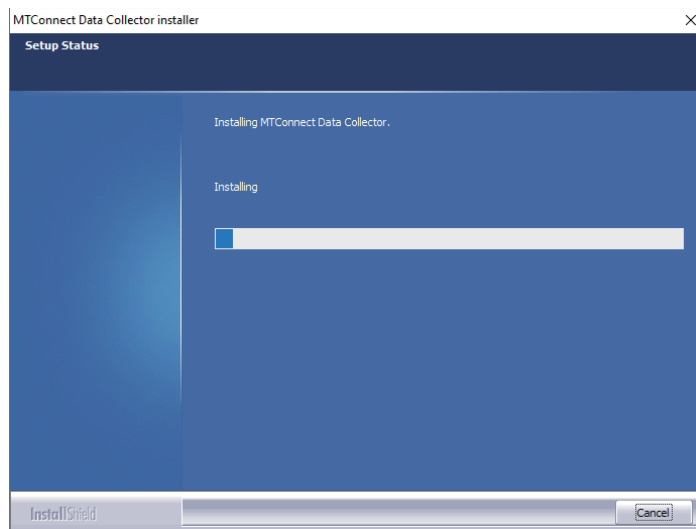 MTConnect Data Collector installer
Setup Status
Installing MTConnect Data Collector.
Installing
InstallShield
Cancel